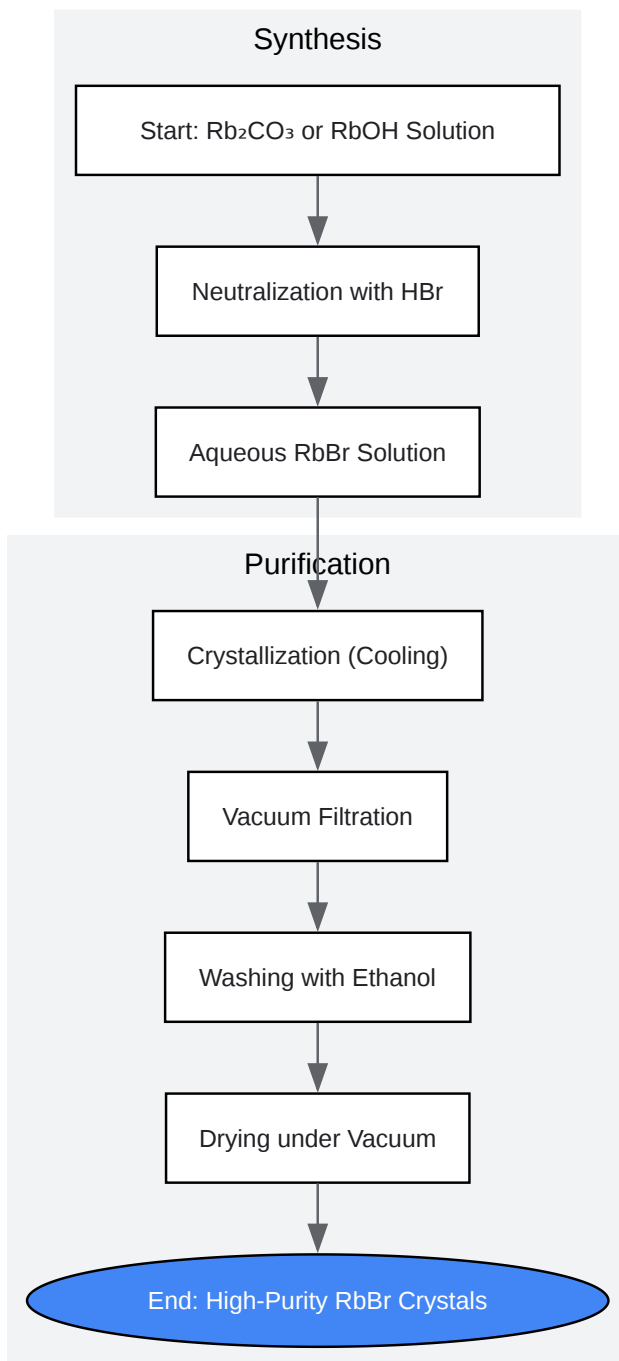 Synthesis
Start: Rb₂CO₃ or RbOH Solution
Neutralization with HBr
Aqueous RbBr Solution
Purification
Crystallization (Cooling)
Vacuum Filtration
Washing with Ethanol
Drying under Vacuum
End: High-Purity RbBr Crystals